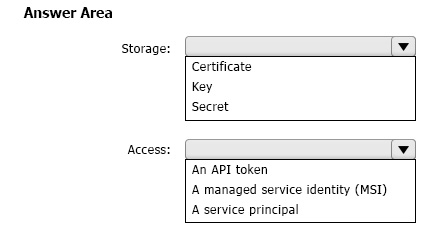 Answer Area
Storage:
Certificate
Key
Secret
Access:
An API token
A managed service identity (MSI)
A service principal